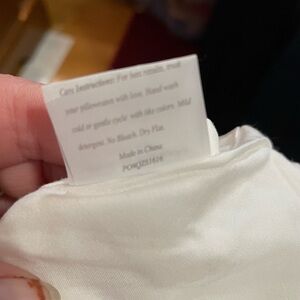 Care Instructions: For best results, treat
your pillowcases with love. Hand wash
cold or gentle cycle with like colors. Mild
detergent. No Bleach. Dry Flat.
Made in China